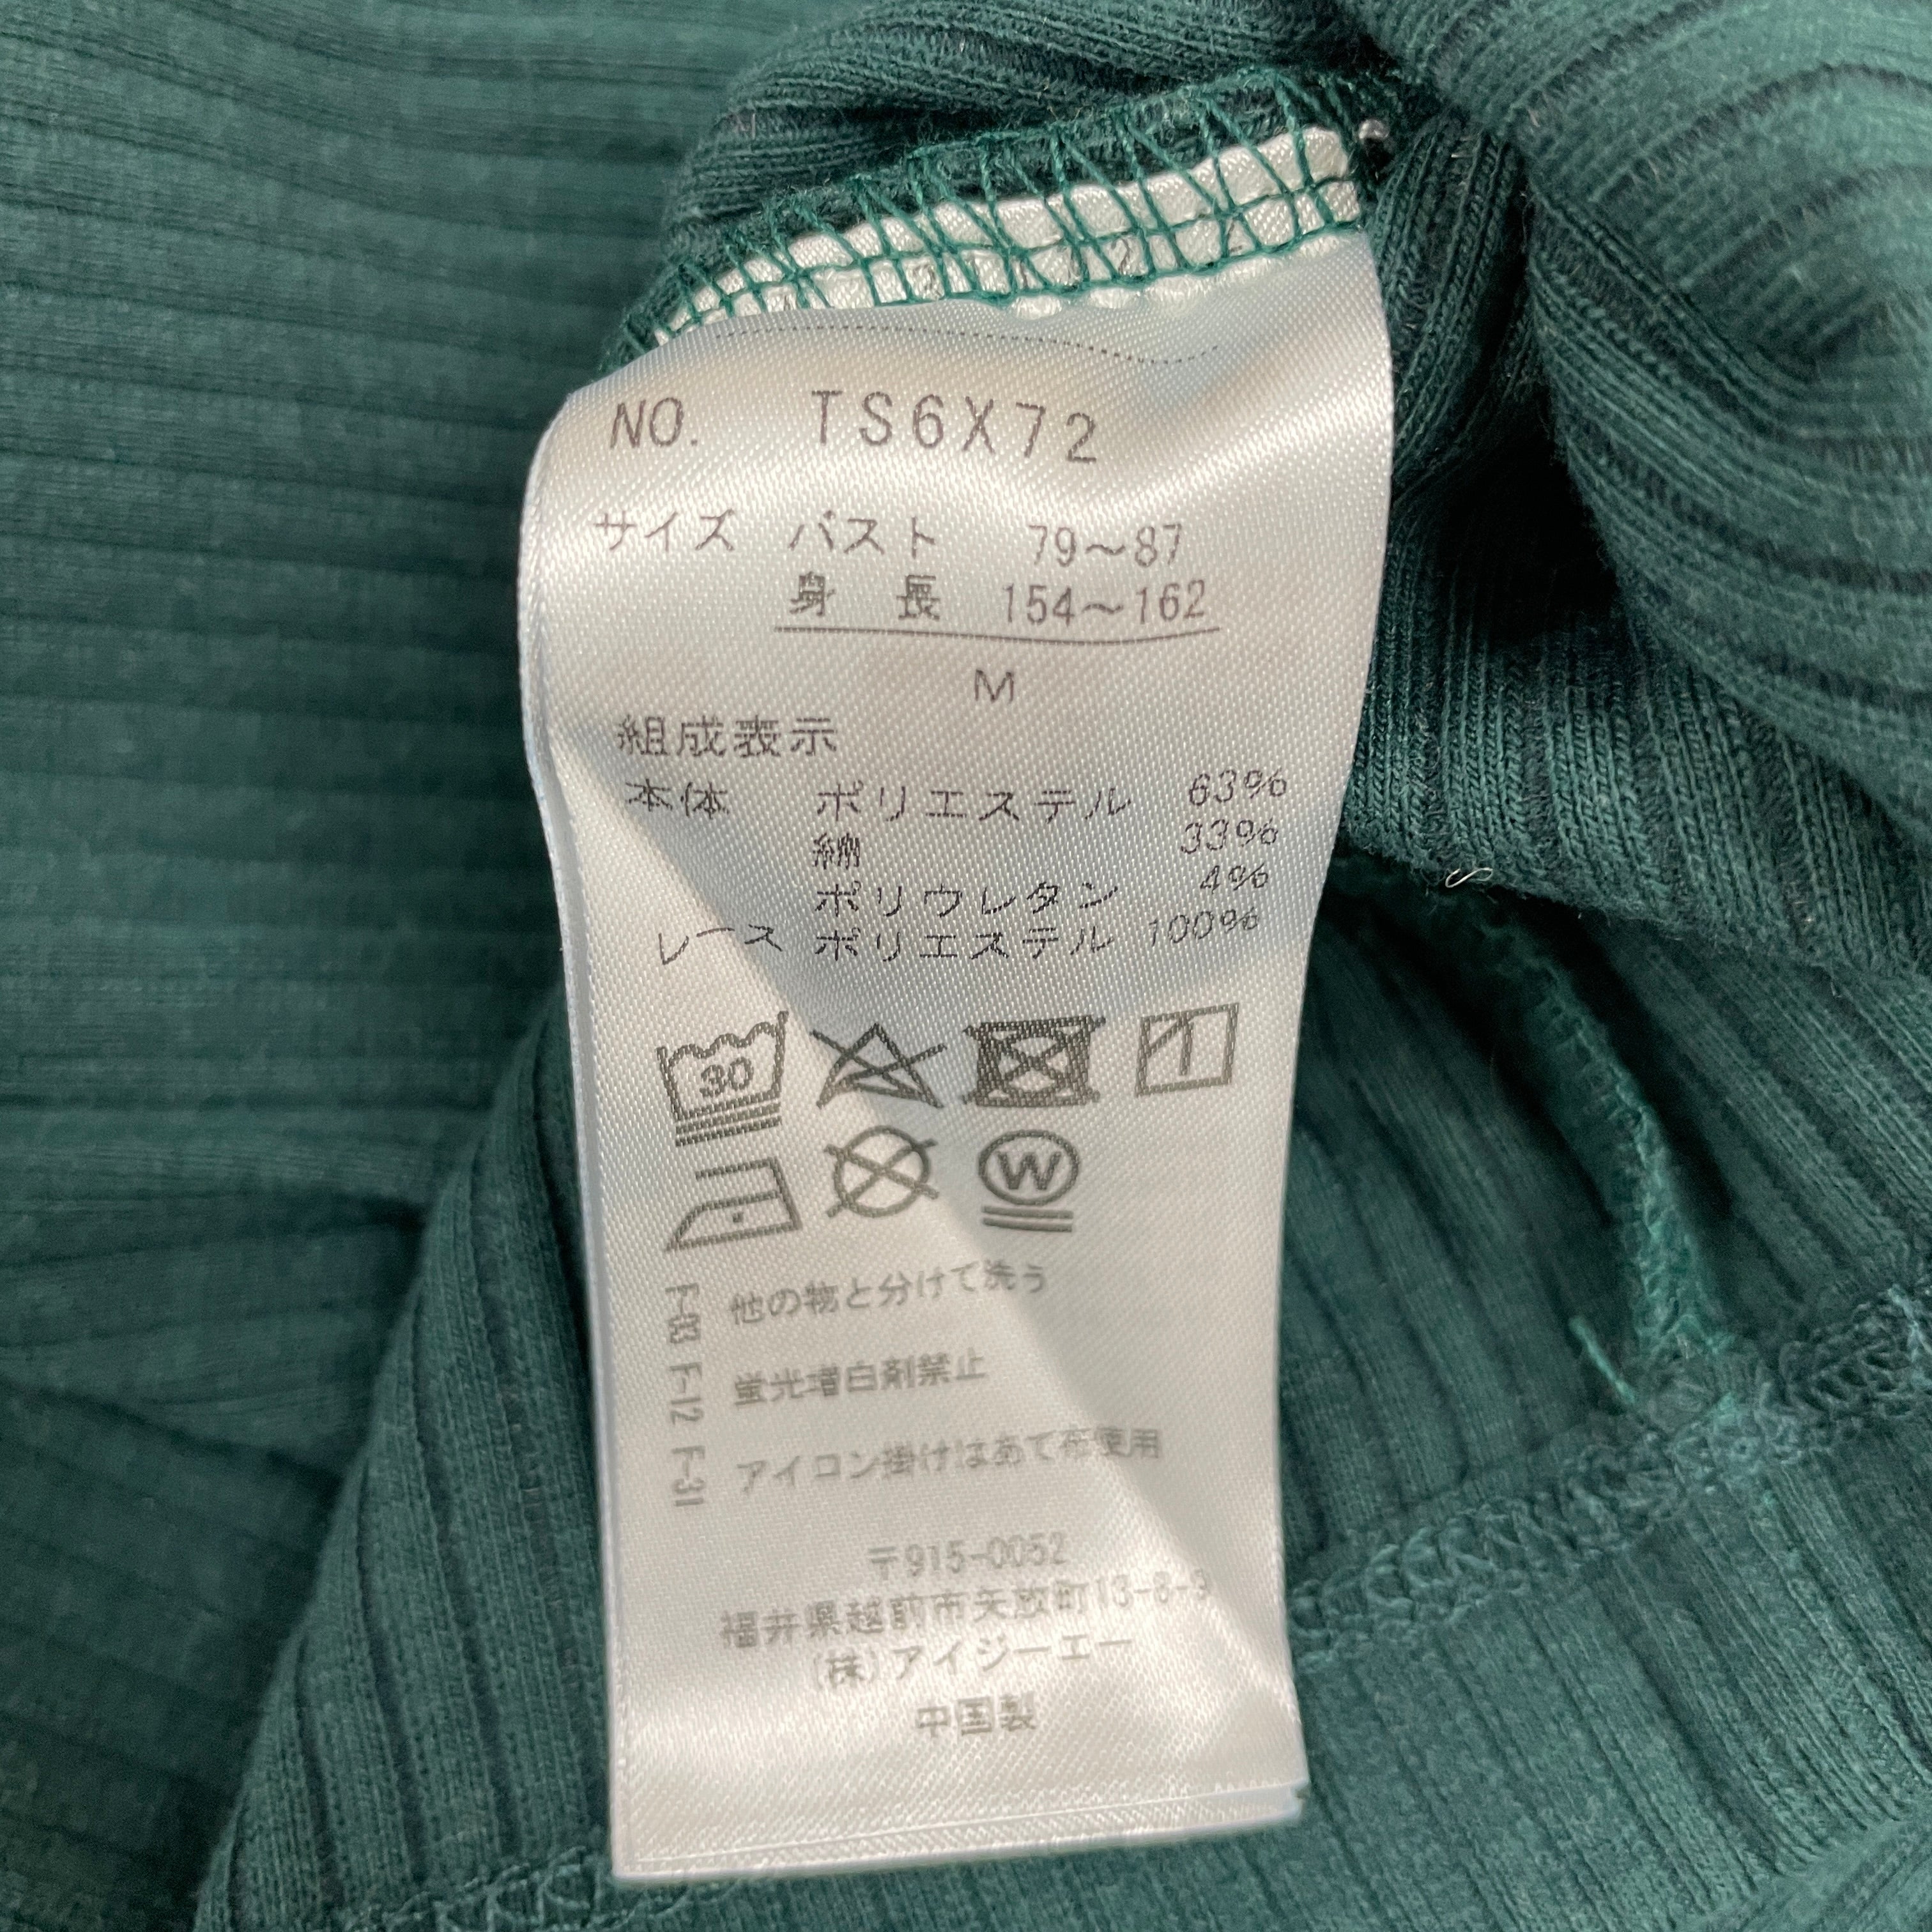 NO. TS6X72
サイズ バスト 79～87
身 長 154～162
M
組成表示
本体 ポリエステル 63%
綿 33%
ポリウレタン 4%
レース ポリエステル 100%
30
W
F-03 他の物と分けて洗う
F-12 蛍光増白剤禁止
F-31 アイロン掛けはあて布使用
〒915-0052
福井県越前市矢放町13-8-3
(株)アイジーエー
中国製